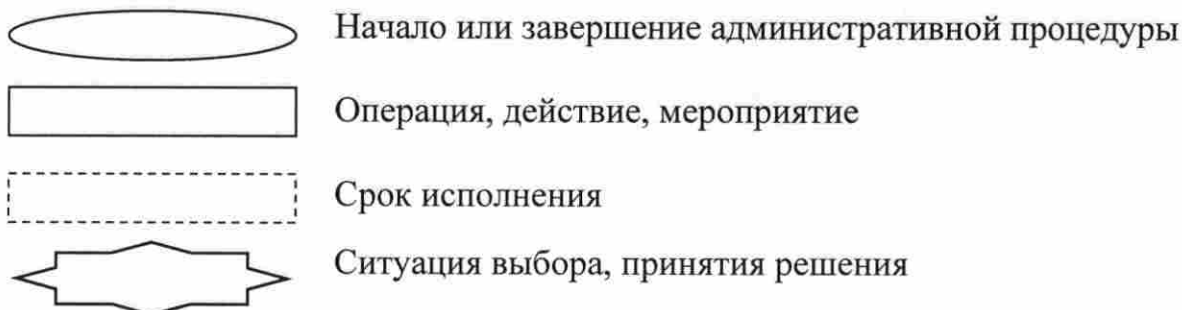 Начало или завершение административной процедуры
Операция, действие, мероприятие
Срок исполнения
Ситуация выбора, принятия решения